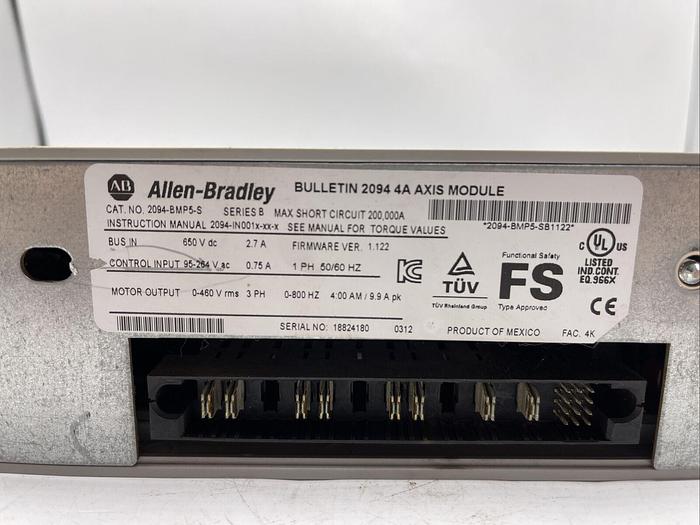 AB Allen-Bradley BULLETIN 2094 4A AXIS MODULE
CAT. NO. 2094-BMP5-S SERIES B MAX SHORT CIRCUIT 200,000A
INSTRUCTION MANUAL 2094-IN001x-xx-x SEE MANUAL FOR TORQUE VALUES
*2094-BMP5-SB1122*
BUS IN 650 V dc 2.7 A FIRMWARE VER. 1.122
CONTROL INPUT 95-264 V ac 0.75 A 1 PH 50/60 HZ
MOTOR OUTPUT 0-460 V rms 3 PH 0-800 HZ 4:00 AM / 9.9 A pk
SERIAL NO: 18824180 0312 PRODUCT OF MEXICO FAC. 4K
TÜV
TÜV Rheinland Group
Functional Safety
FS
Type Approved
C UL US
LISTED
IND.CONT.
EQ.966X
CE